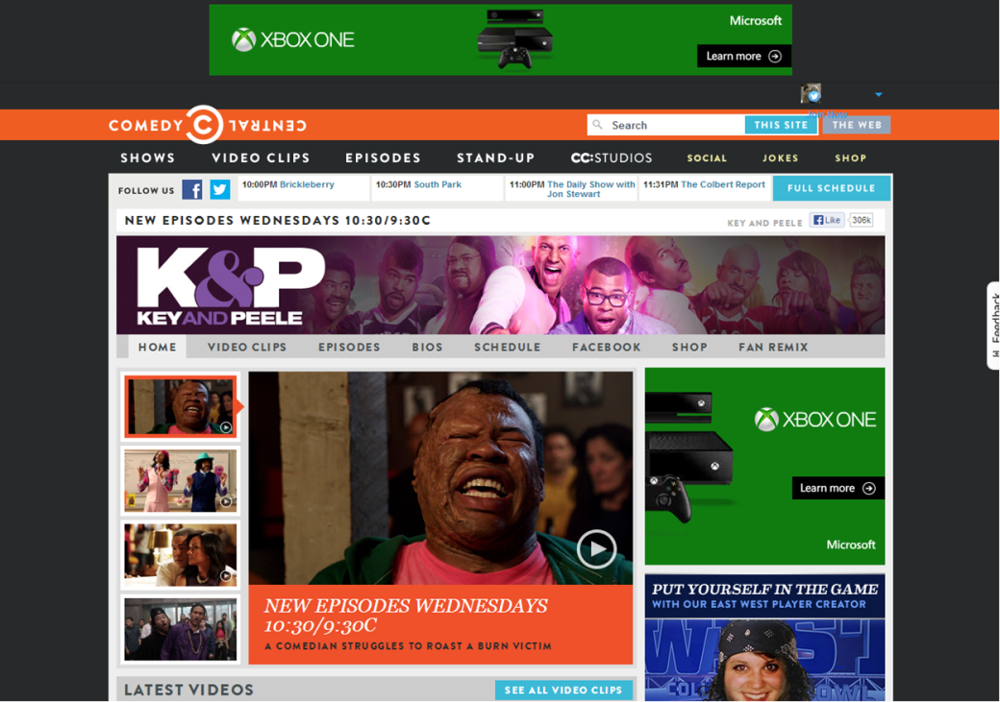 XBOX ONE
Microsoft
Learn more
COMEDY CENTRAL
Search
THIS SITE
THE WEB
SHOWS
VIDEO CLIPS
EPISODES
STAND-UP
CC:STUDIOS
SOCIAL
JOKES
SHOP
FOLLOW US
10:00PM Brickleberry
10:30PM South Park
11:00PM The Daily Show with
Jon Stewart
11:31PM The Colbert Report
FULL SCHEDULE
NEW EPISODES WEDNESDAYS 10:30/9:30C
KEY AND PEELE
Like
306k
K&P
KEY AND PEELE
HOME
VIDEO CLIPS
EPISODES
BIOS
SCHEDULE
FACEBOOK
SHOP
FAN REMIX
Feedback
XBOX ONE
Learn more
Microsoft
NEW EPISODES WEDNESDAYS
10:30/9:30C
A COMEDIAN STRUGGLES TO ROAST A BURN VICTIM
PUT YOURSELF IN THE GAME
WITH OUR EAST WEST PLAYER CREATOR
LATEST VIDEOS
SEE ALL VIDEO CLIPS